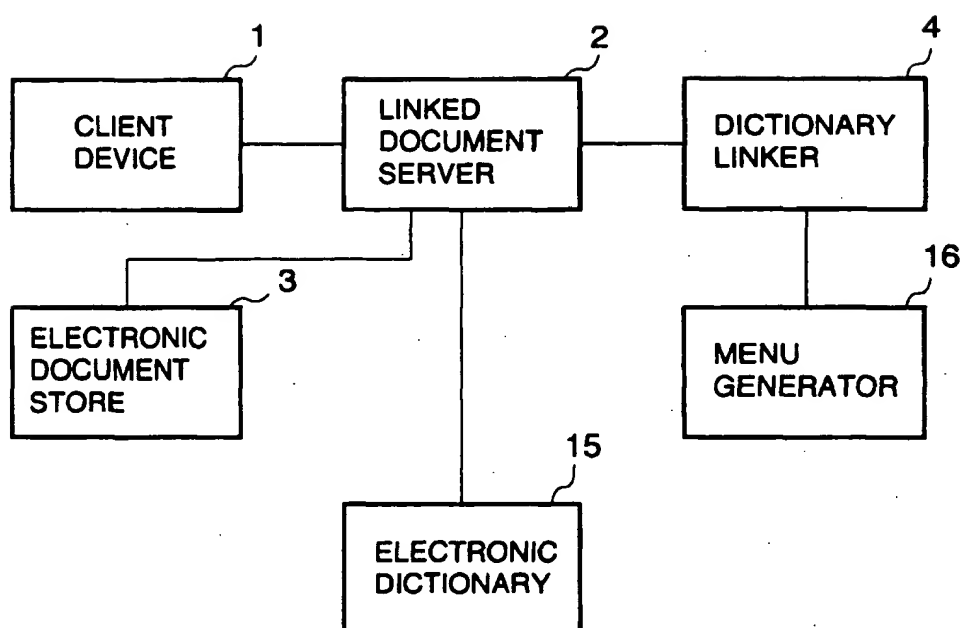 1
CLIENT
DEVICE
2
LINKED
DOCUMENT
SERVER
4
DICTIONARY
LINKER
3
ELECTRONIC
DOCUMENT
STORE
16
MENU
GENERATOR
15
ELECTRONIC
DICTIONARY